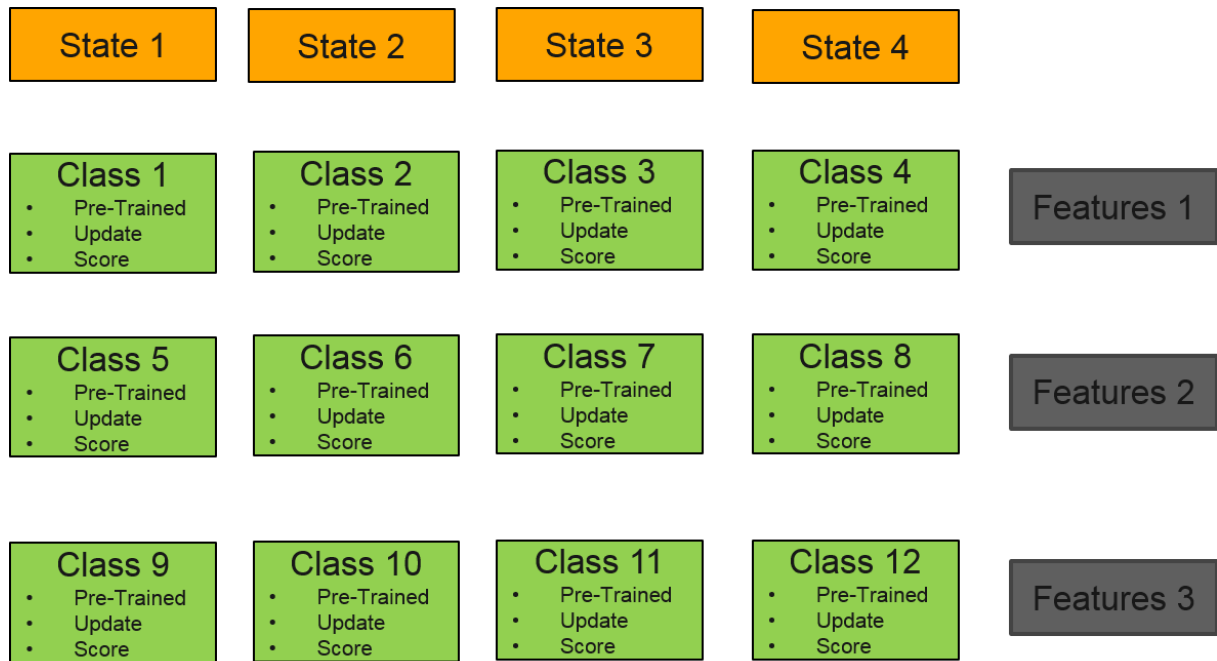 State 1
State 2
State 3
State 4
Class 1
• Pre-Trained
• Update
• Score
Class 2
• Pre-Trained
• Update
• Score
Class 3
• Pre-Trained
• Update
• Score
Class 4
• Pre-Trained
• Update
• Score
Features 1
Class 5
• Pre-Trained
• Update
• Score
Class 6
• Pre-Trained
• Update
• Score
Class 7
• Pre-Trained
• Update
• Score
Class 8
• Pre-Trained
• Update
• Score
Features 2
Class 9
• Pre-Trained
• Update
• Score
Class 10
• Pre-Trained
• Update
• Score
Class 11
• Pre-Trained
• Update
• Score
Class 12
• Pre-Trained
• Update
• Score
Features 3